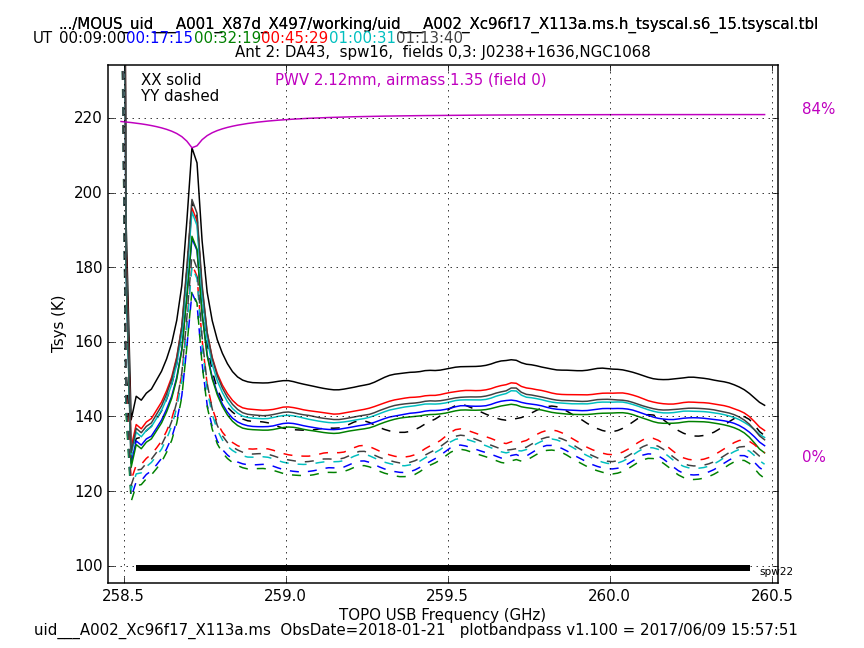 ../MOUS_uid___A001_X87d_X497/working/uid___A002_Xc96f17_X113a.ms.h_tsyscal.s6_15.tsyscal.tbl
UT 00:09:00 00:17:15 00:32:19 00:45:29 01:00:31 01:13:40
Ant 2: DA43, spw16, fields 0,3: J0238+1636,NGC1068
XX solid
YY dashed
PWV 2.12mm, airmass 1.35 (field 0)
84%
0%
220
200
180
160
140
120
100
Tsys (K)
spw22
258.5 259.0 259.5 260.0 260.5
TOPO USB Frequency (GHz)
uid___A002_Xc96f17_X113a.ms ObsDate=2018-01-21 plotbandpass v1.100 = 2017/06/09 15:57:51